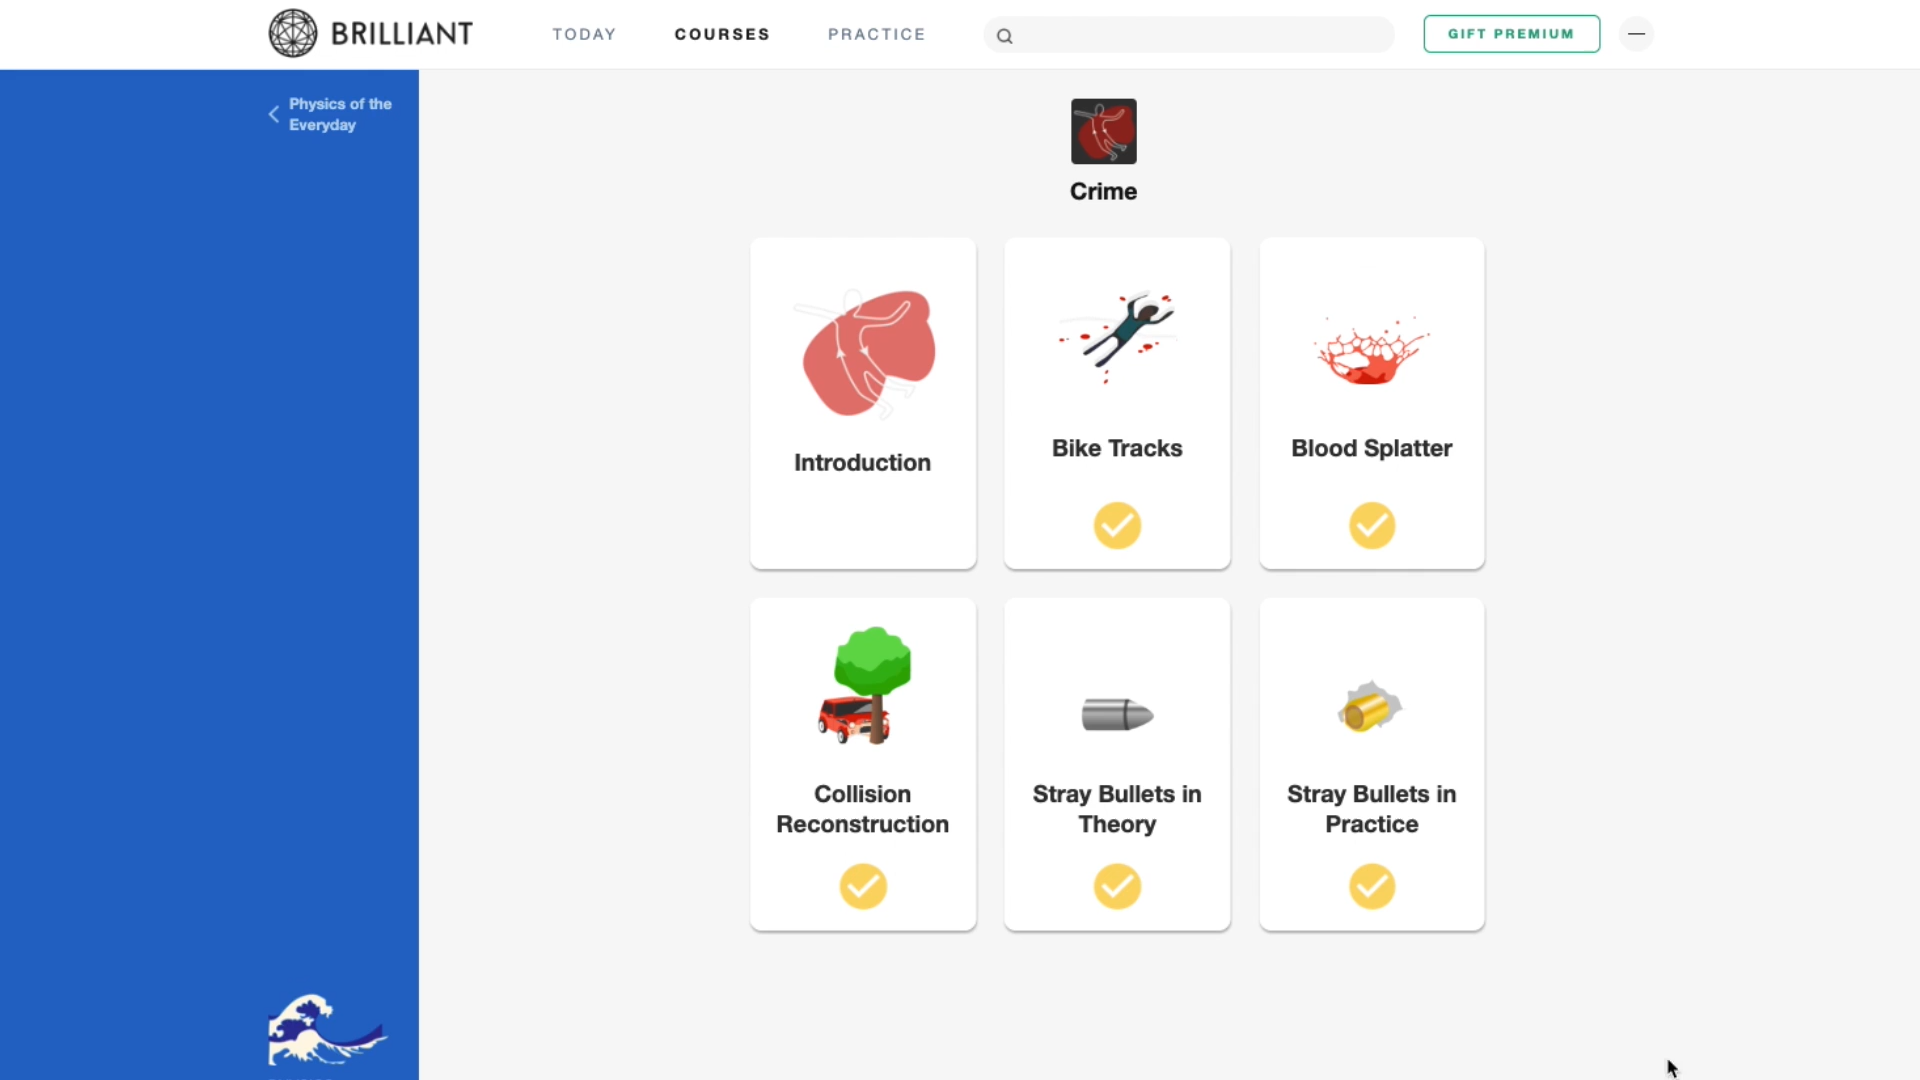 BRILLIANT
TODAY
COURSES
PRACTICE
GIFT PREMIUM
Physics of the
Everyday
Crime
Introduction
Bike Tracks
Blood Splatter
Collision
Reconstruction
Stray Bullets in
Theory
Stray Bullets in
Practice